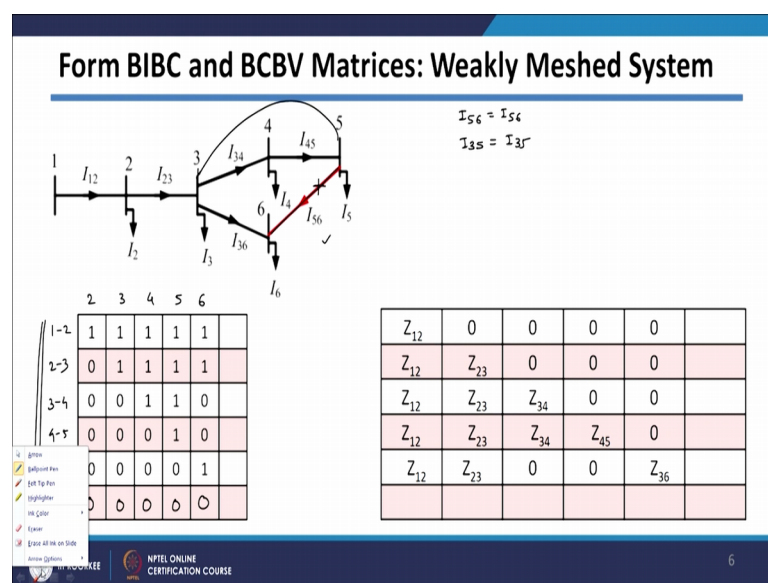 Form BIBC and BCBV Matrices: Weakly Meshed System
I56 = I56
I35 = I35
1 2 3 4 5 6
I12 I23 I34 I45 I36 I56
I2 I3 I4 I5 I6
2 3 4 5 6
1-2 1 1 1 1 1
2-3 0 1 1 1 1
3-4 0 0 1 1 0
4-5 0 0 0 1 0
0 0 0 0 1
0 0 0 0 0
Z12 0 0 0 0
Z12 Z23 0 0 0
Z12 Z23 Z34 0 0
Z12 Z23 Z34 Z45 0
Z12 Z23 0 0 Z36
Arrow
Ballpoint Pen
Felt Tip Pen
Highlighter
Ink Color
Eraser
Erase All Ink on Slide
Arrow Options
NPTEL ONLINE
CERTIFICATION COURSE
6